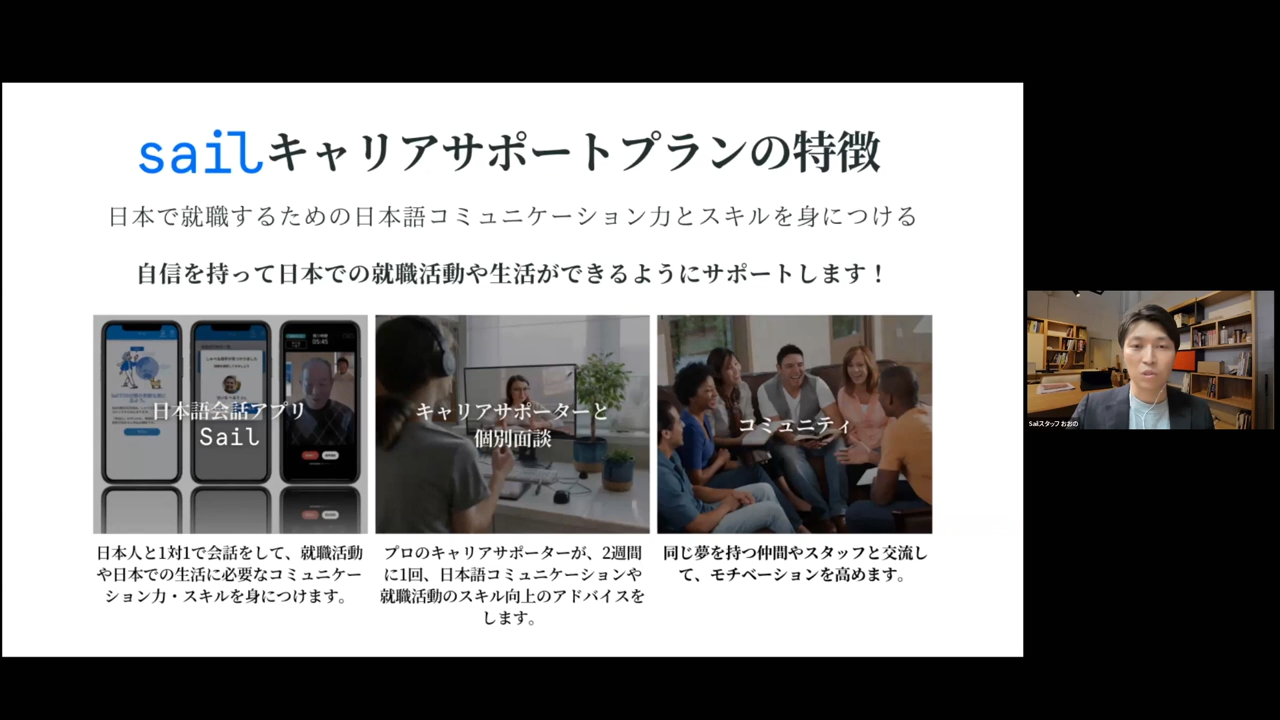 sailキャリアサポートプランの特徴
日本で就職するための日本語コミュニケーション力とスキルを身につける
自信を持って日本での就職活動や生活ができるようにサポートします！
05:45
日本語会話アプリ
Sail
キャリアサポーターと
個別面談
コミュニティ
日本人と1対1で会話をして、就職活動
や日本での生活に必要なコミュニケー
ション力・スキルを身につけます。
プロのキャリアサポーターが、2週間
に1回、日本語コミュニケーションや
就職活動のスキル向上のアドバイスを
します。
同じ夢を持つ仲間やスタッフと交流し
て、モチベーションを高めます。
Sailスタッフ おおの